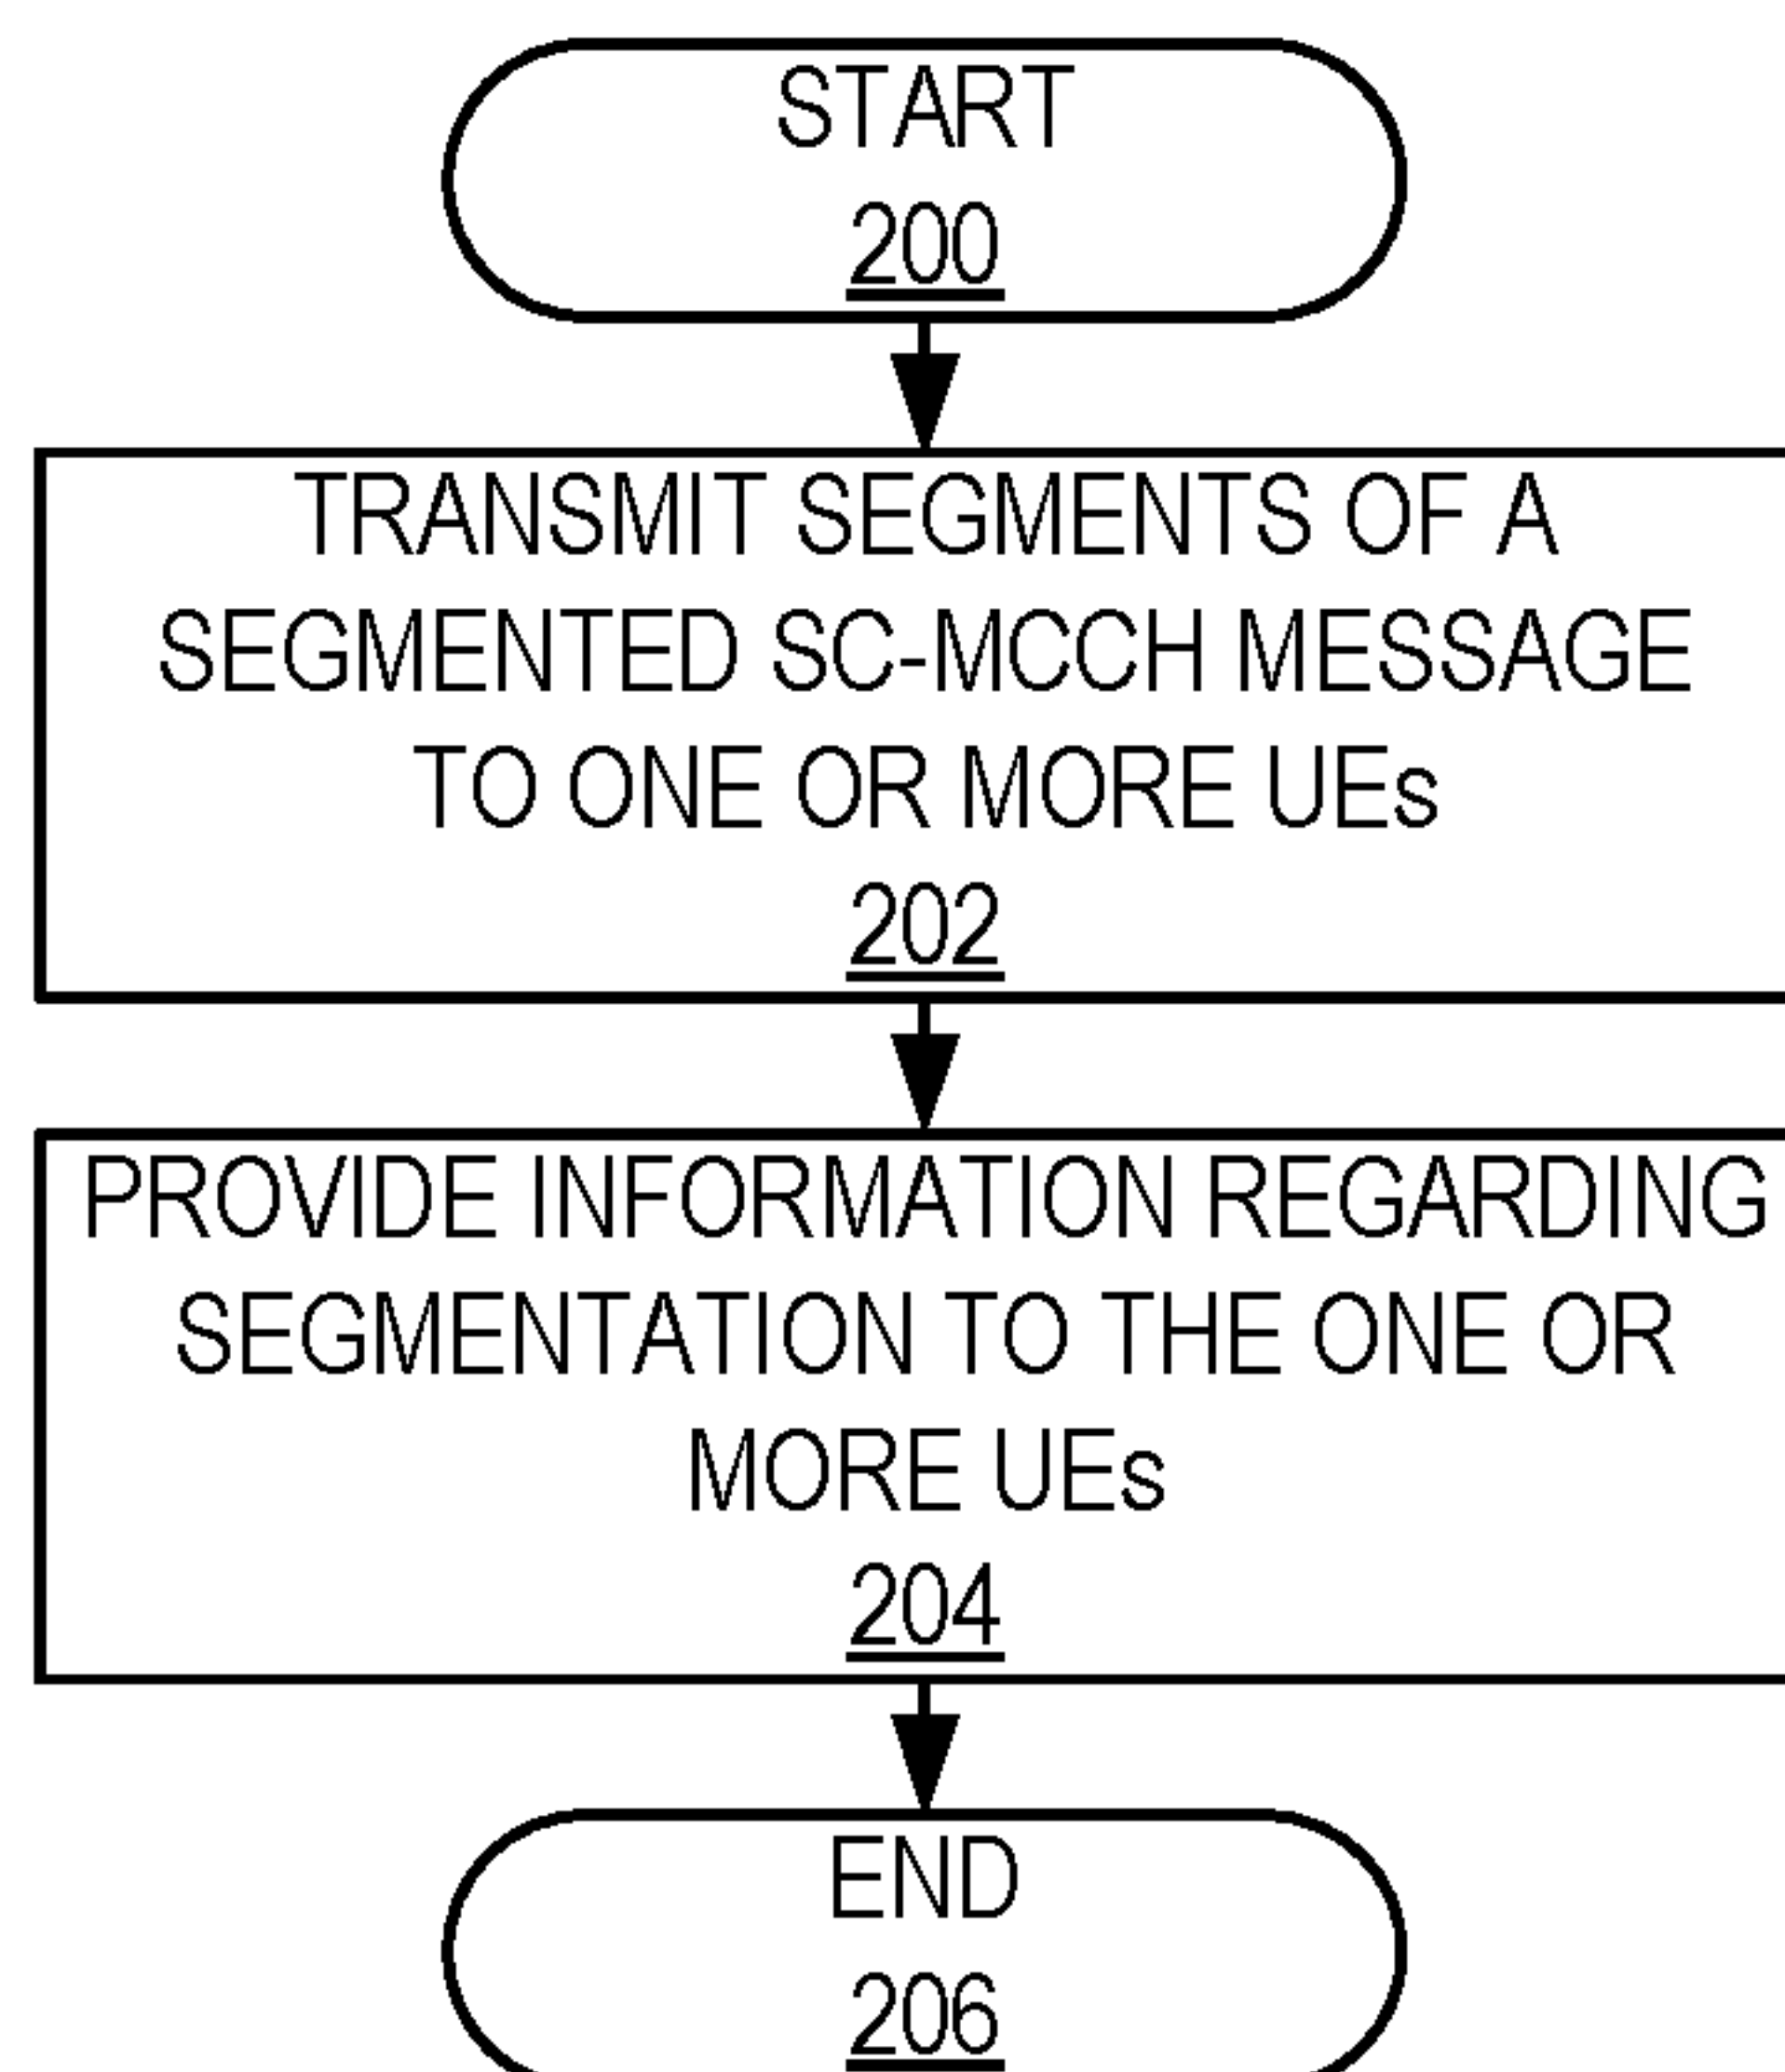 START
200
TRANSMIT SEGMENTS OF A
SEGMENTED SC-MCCH MESSAGE
TO ONE OR MORE UEs
202
PROVIDE INFORMATION REGARDING
SEGMENTATION TO THE ONE OR
MORE UEs
204
END
206